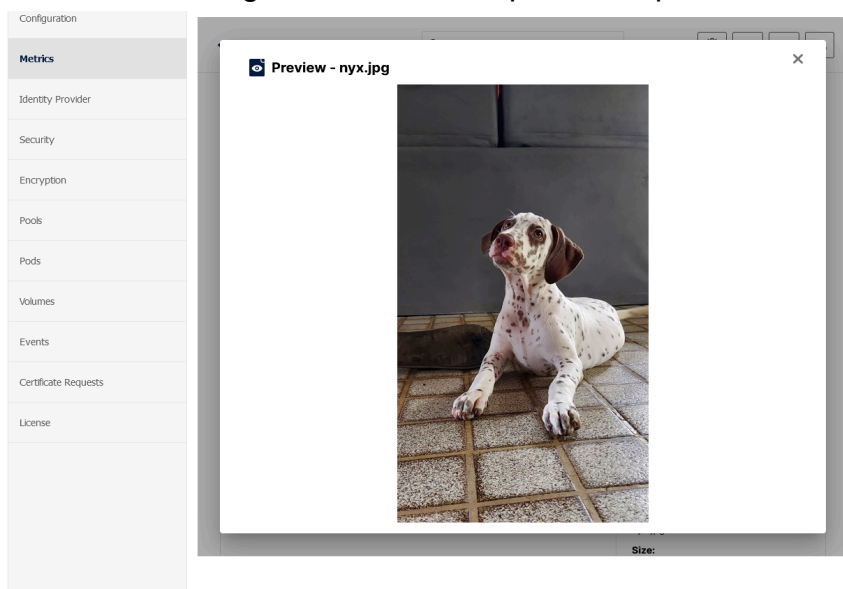 Configuration
Metrics
Identity Provider
Security
Encryption
Pools
Pods
Volumes
Events
Certificate Requests
License
Preview - nyx.jpg
Size: